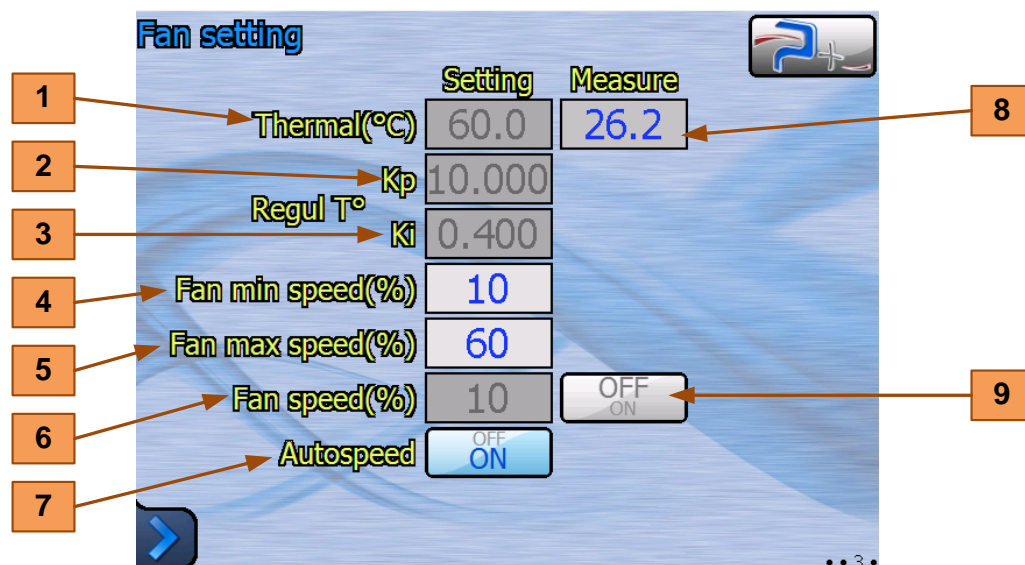 Fan setting
Setting Measure
1 Thermal(°C) 60.0 26.2 8
2 Kp 10.000
Regul T°
3 Ki 0.400
4 Fan min speed(%) 10
5 Fan max speed(%) 60
6 Fan speed(%) 10 OFF ON 9
7 Autospeed OFF ON
3